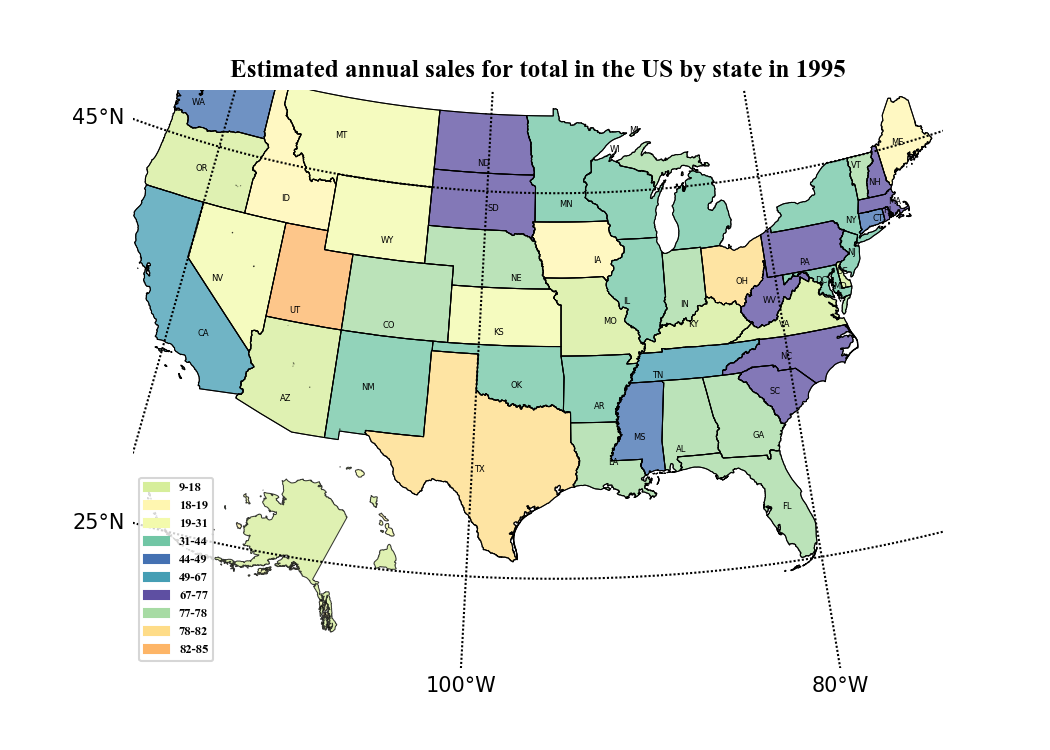 Estimated annual sales for total in the US by state in 1995
45°N
25°N
100°W
80°W
WA
MT
ND
MI
WI
ME
OR
ID
SD
MN
VT
NH
MA
NY
CT
WY
NV
UT
CO
NE
IA
IL
IN
OH
PA
NJ
DC
MD
WV
VA
KY
CA
KS
MO
AZ
NM
OK
AR
TN
NC
SC
MS
AL
GA
LA
TX
FL
9-18
18-19
19-31
31-44
44-49
49-67
67-77
77-78
78-82
82-85